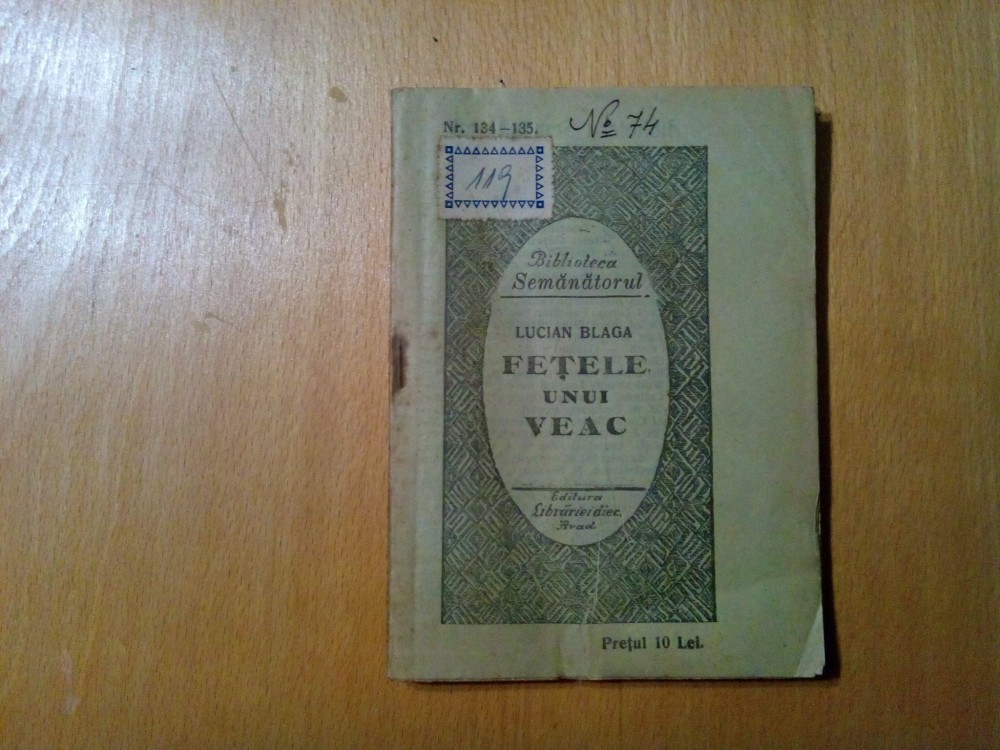 Nr. 134-135.
No 74
119
Biblioteca
Semănătorul
LUCIAN BLAGA
FEȚELE
UNUI
VEAC
Editura
Librăriei diec.
Arad
Prețul 10 Lei.